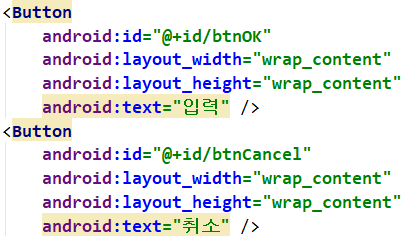 <Button
android:id="@+id/btnOK"
android:layout_width="wrap_content"
android:layout_height="wrap_content"
android:text="입력" />
<Button
android:id="@+id/btnCancel"
android:layout_width="wrap_content"
android:layout_height="wrap_content"
android:text="취소" />